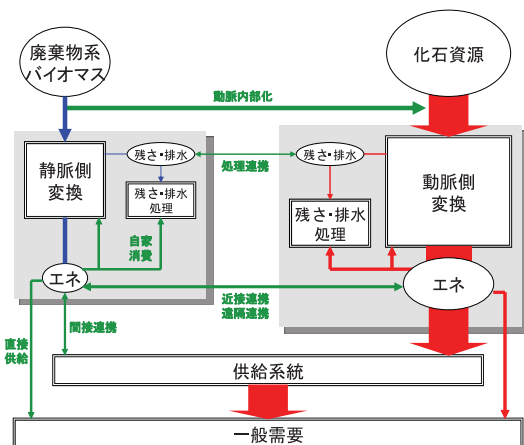 廃棄物系
バイオマス
化石資源
動脈内部化
静脈側
変換
残さ・排水
処理連携
残さ・排水
動脈側
変換
残さ・排水
処理
残さ・排水
処理
自家
消費
エネ
近接連携
遠隔連携
エネ
直接
供給
間接連携
供給系統
一般需要